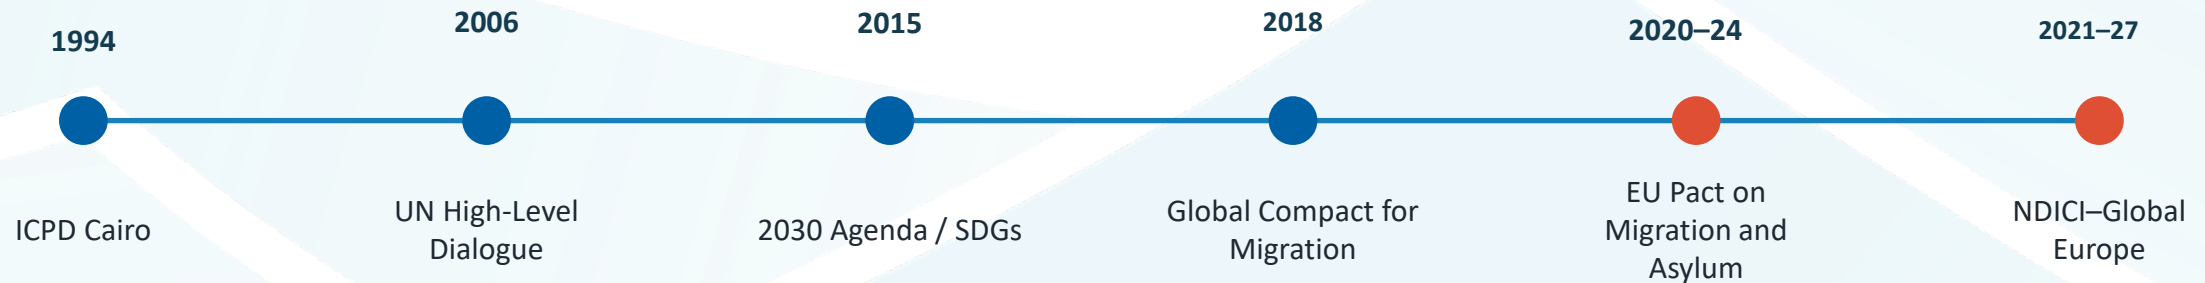 1994
ICPD Cairo
2006
UN High-Level
Dialogue
2015
2030 Agenda / SDGs
2018
Global Compact for
Migration
2020–24
EU Pact on
Migration and
Asylum
2021–27
NDICI–Global
Europe